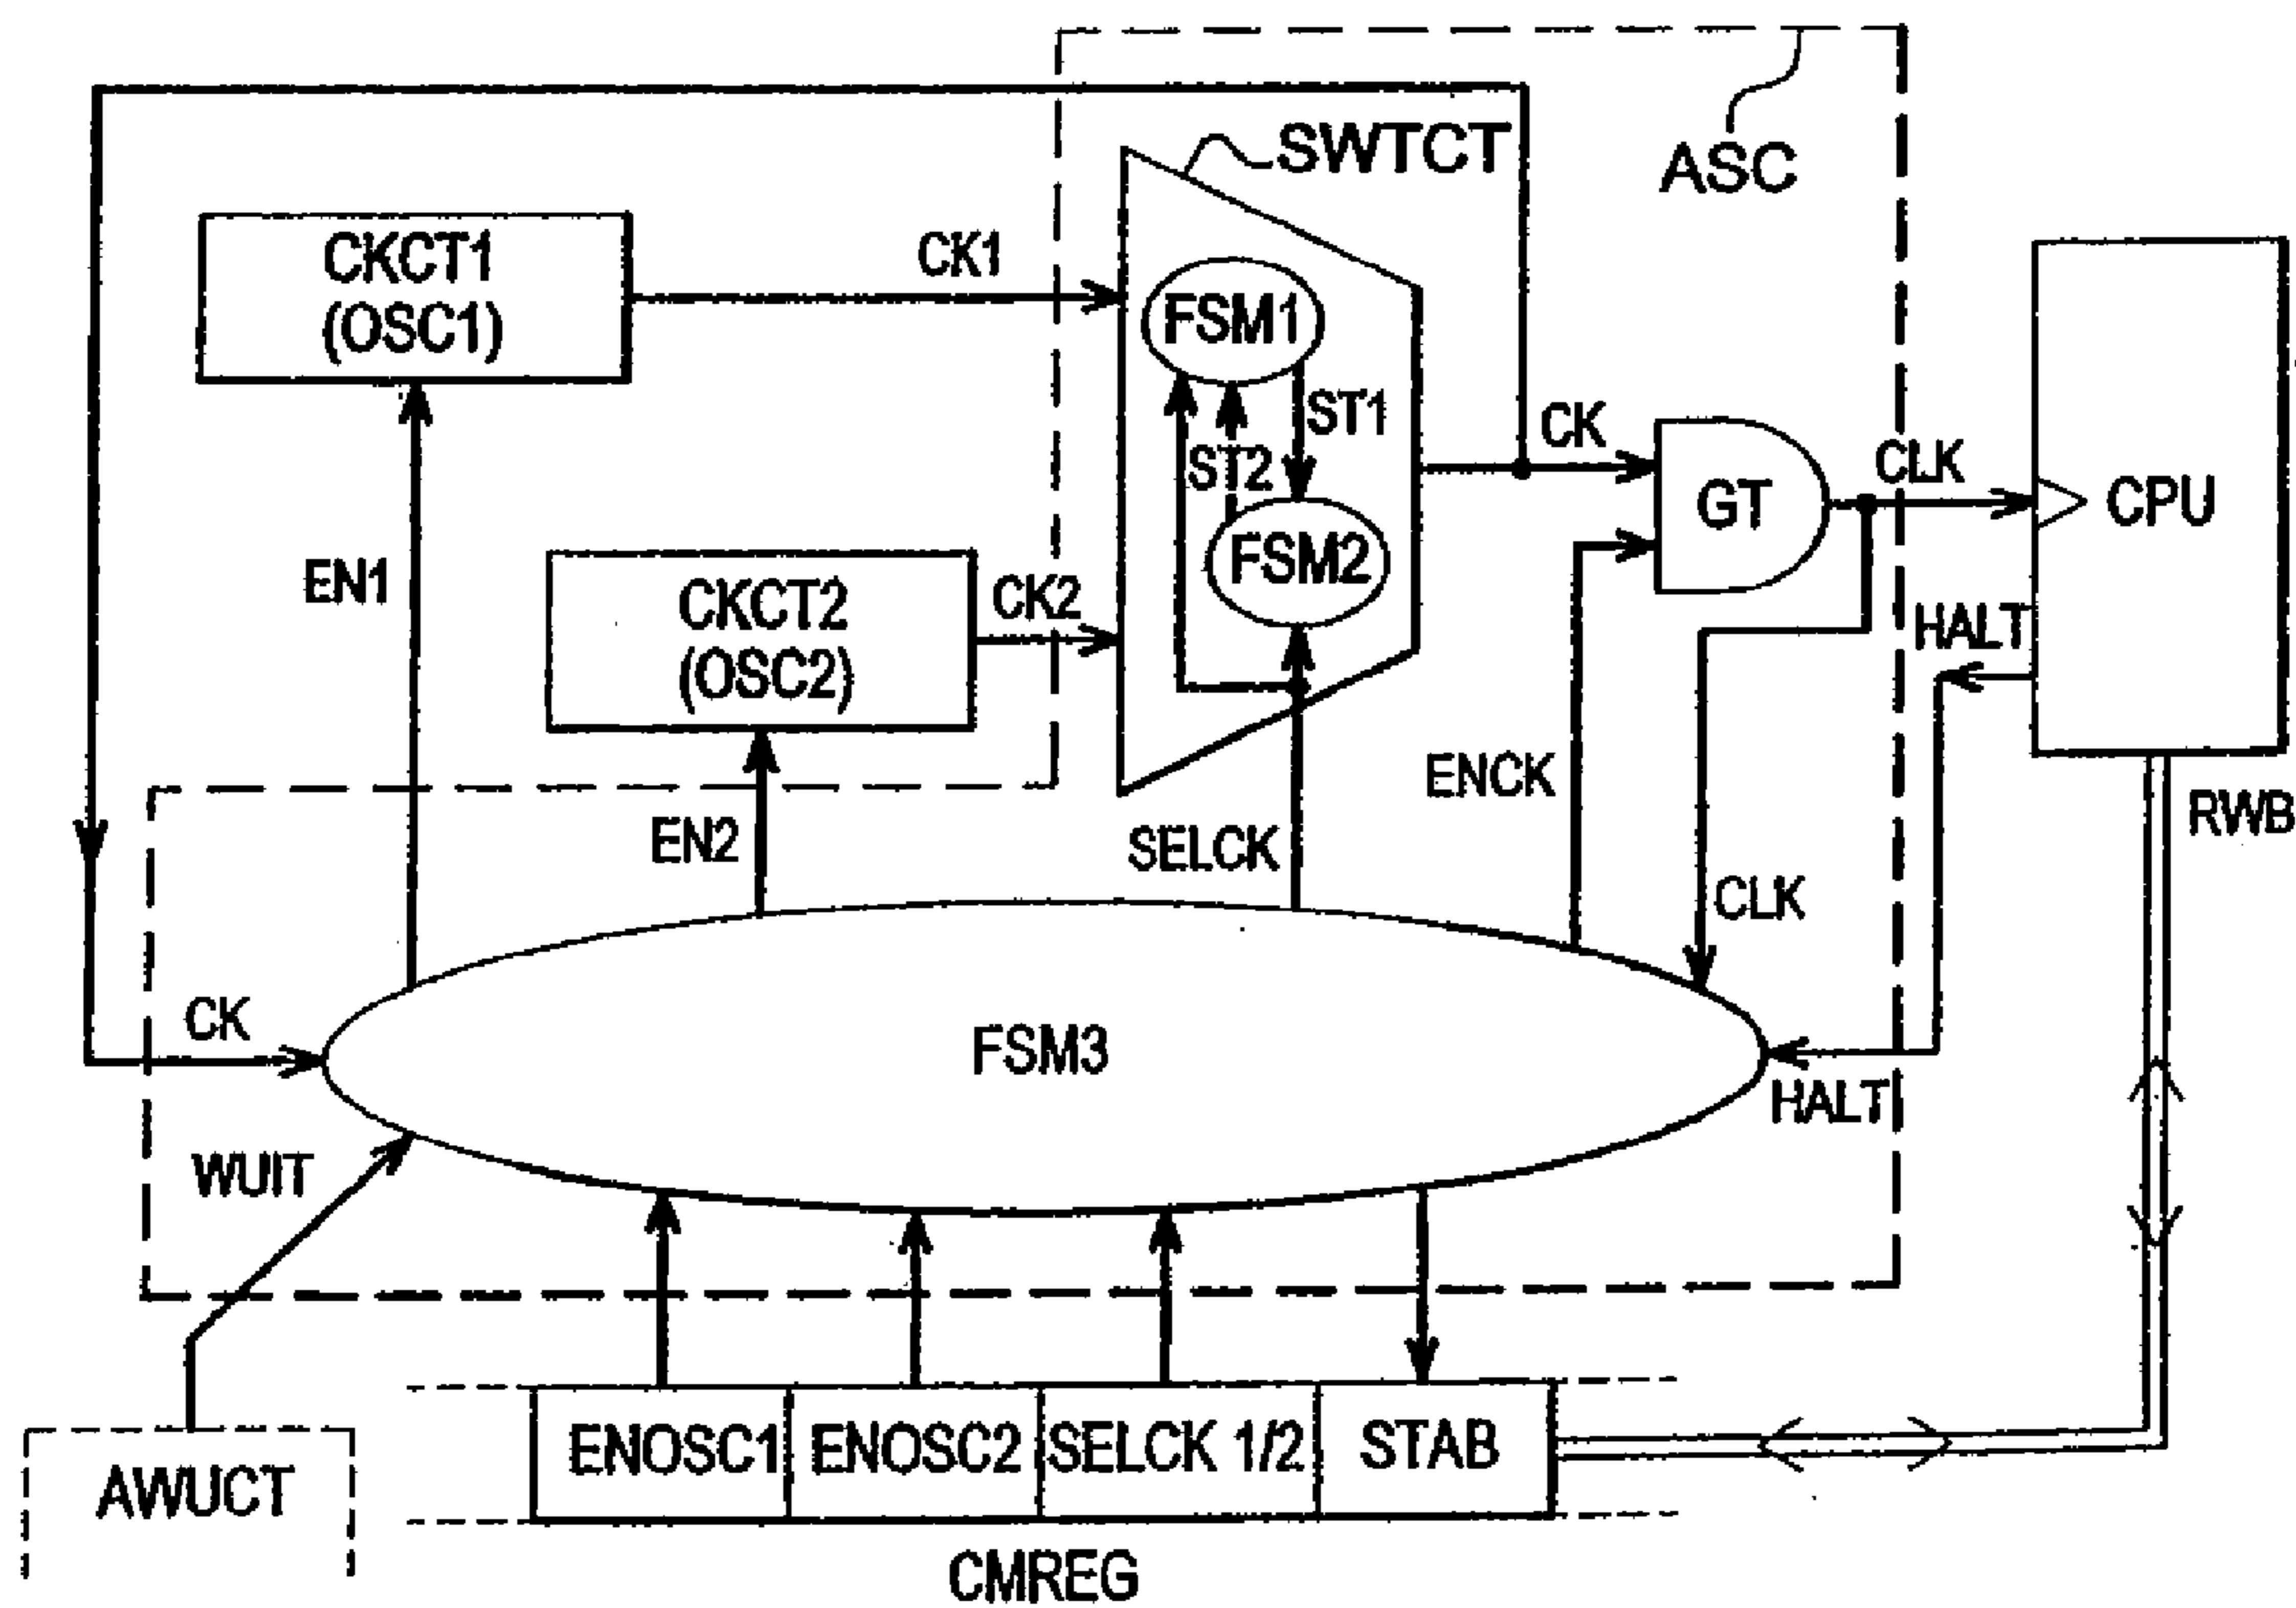 SWTCT
ASC
CKCT1
(OSC1)
CK1
FSM1
ST1
ST2
CK
GT
CLK
CPU
EN1
CKCT2
(OSC2)
CK2
FSM2
HALT
ENCK
RWB
EN2
SELCK
CLK
CK
FSM3
HALT
WUIT
AWUCT
ENOSC1
ENOSC2
SELCK 1/2
STAB
CMREG